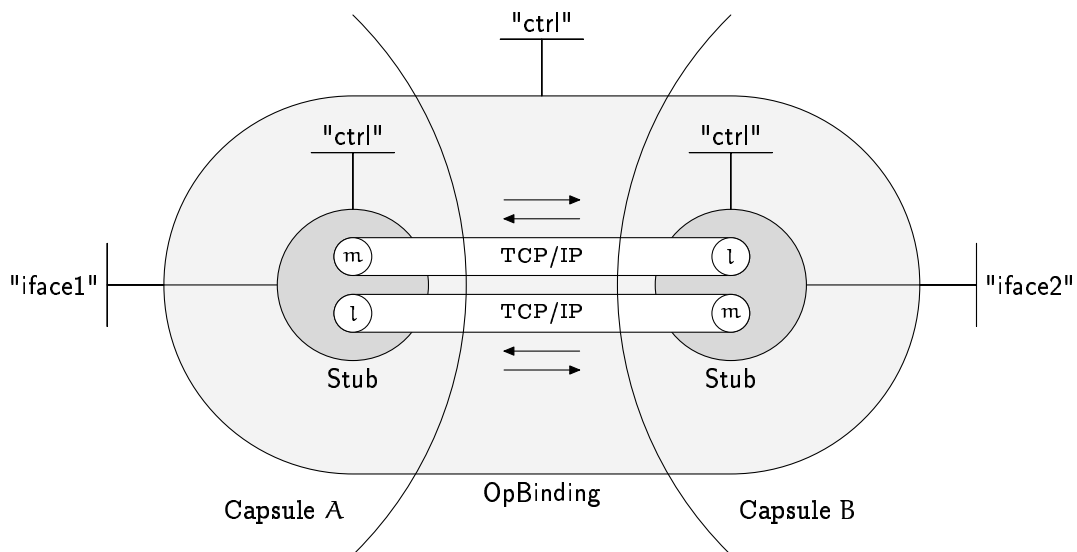 "ctrl"
"ctrl"
"ctrl"
m
TCP/IP
l
"iface1"
"iface2"
l
TCP/IP
m
Stub
Stub
OpBinding
Capsule A
Capsule B